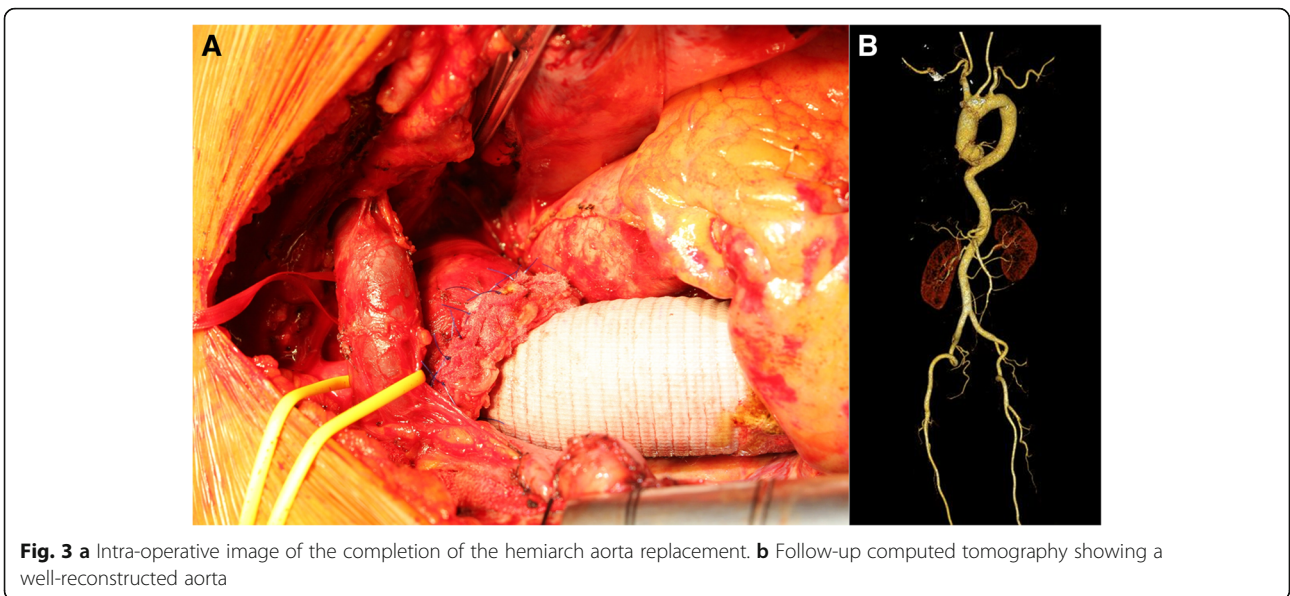 A
B
Fig. 3 a Intra-operative image of the completion of the hemiarch aorta replacement. b Follow-up computed tomography showing a
well-reconstructed aorta